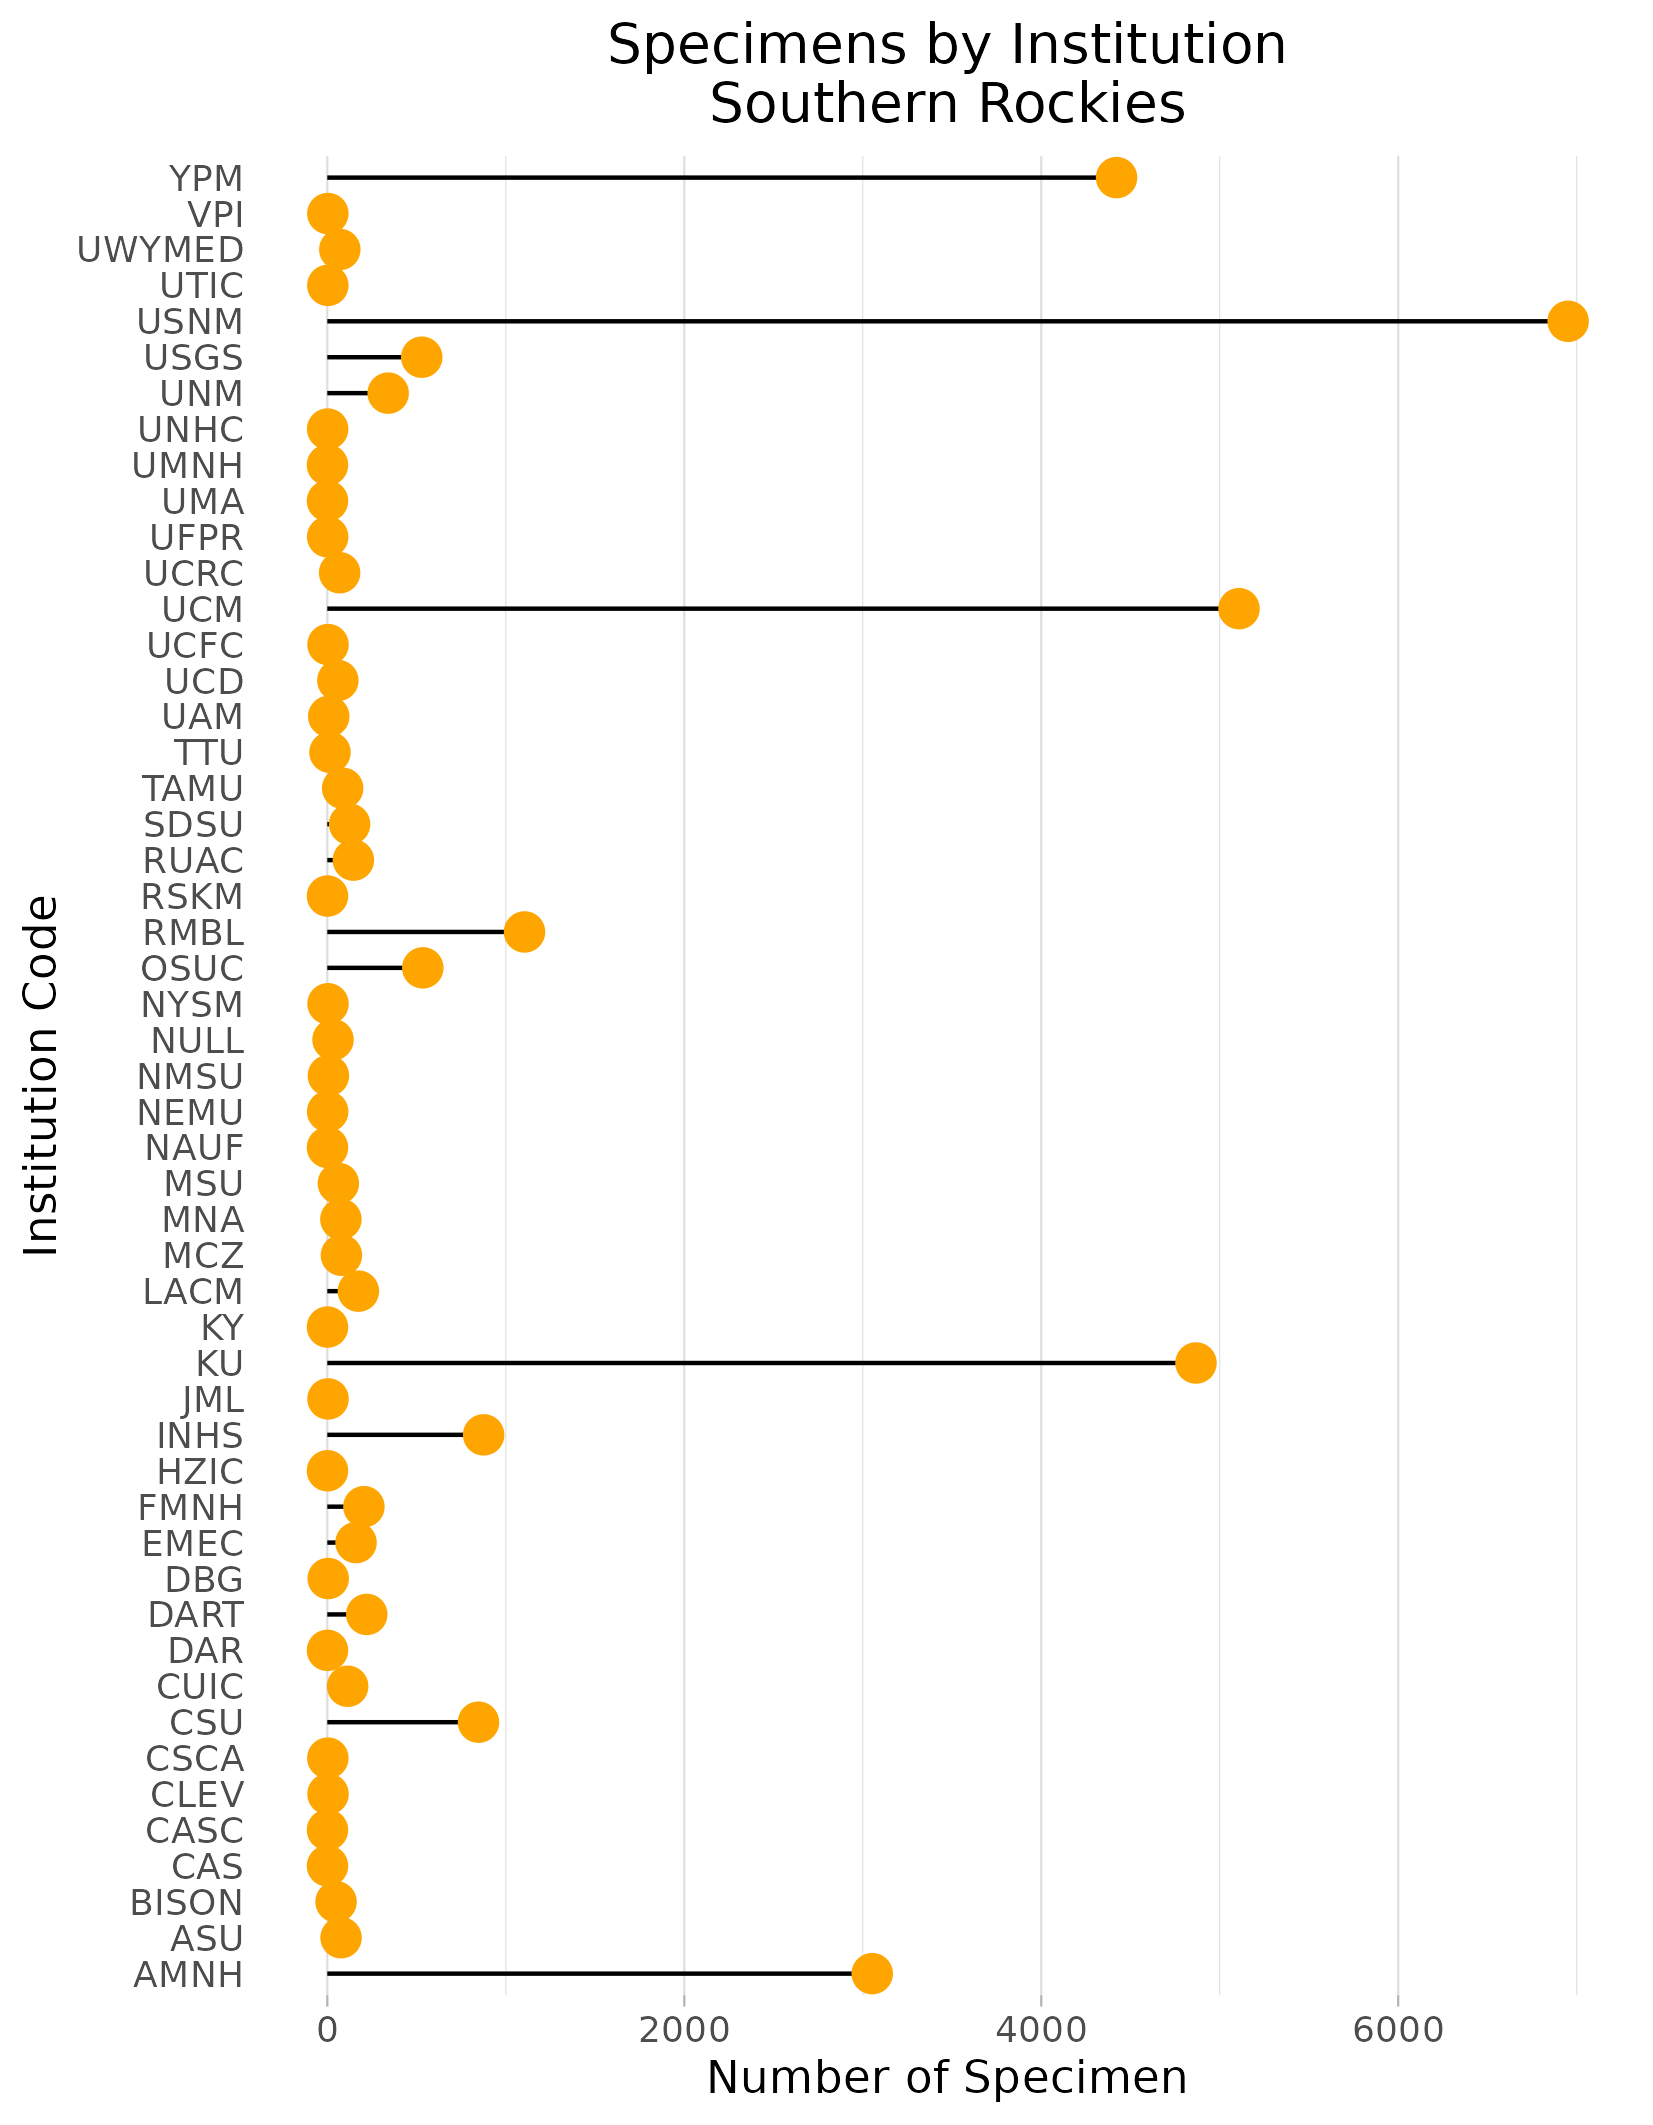 Specimens by Institution
Southern Rockies
YPM
VPI
UWYMED
UTIC
USNM
USGS
UNM
UNHC
UMNH
UMA
UFPR
UCRC
UCM
UCFC
UCD
UAM
TTU
TAMU
SDSU
RUAC
RSKM
RMBL
OSUC
NYSM
NULL
NMSU
NEMU
NAUF
MSU
MNA
MCZ
LACM
KY
KU
JML
INHS
HZIC
FMNH
EMEC
DBG
DART
DAR
CUIC
CSU
CSCA
CLEV
CASC
CAS
BISON
ASU
AMNH
Institution Code
0 2000 4000 6000
Number of Specimen